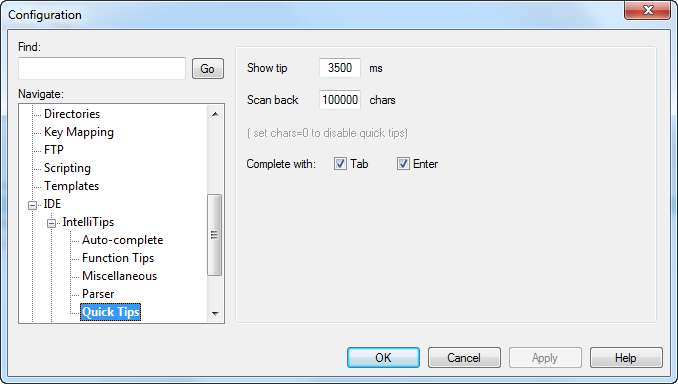 Configuration
Find:
Go
Navigate:
Directories
Key Mapping
FTP
Scripting
Templates
IDE
IntelliTips
Auto-complete
Function Tips
Miscellaneous
Parser
Quick Tips
Show tip 3500 ms
Scan back 100000 chars
( set chars=0 to disable quick tips)
Complete with: Tab Enter
OK Cancel Apply Help